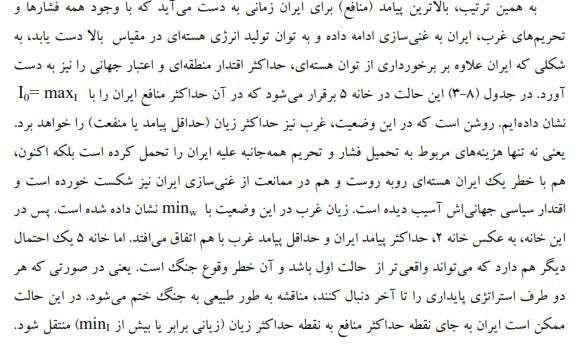 به همین ترتیب، بالاترین پیامد (منافع) برای ایران زمانی به دست می‌آید که با وجود همه فشارها و
تحریم‌های غرب، ایران به غنی‌سازی ادامه داده و به توان تولید انرژی هسته‌ای در مقیاس بالا دست یابد، به
شکلی که ایران علاوه بر برخورداری از توان هسته‌ای، حداکثر اقتدار منطقه‌ای و اعتبار جهانی را نیز به دست
آورد. در جدول (۸-۳) این حالت در خانه ۵ برقرار می‌شود که در آن حداکثر منافع ایران را با I₀= maxI
نشان داده‌ایم. روشن است که در این وضعیت، غرب نیز حداکثر زیان (حداقل پیامد یا منفعت) را خواهد برد.
یعنی نه تنها هزینه‌های مربوط به تحمیل فشار و تحریم همه‌جانبه علیه ایران را تحمل کرده است بلکه اکنون،
هم با خطر یک ایران هسته‌ای روبه روست و هم در ممانعت از غنی‌سازی ایران نیز شکست خورده است و
اقتدار سیاسی جهانی‌اش آسیب دیده است. زیان غرب در این وضعیت با minw نشان داده شده است. پس در
این خانه، به عکس خانه ۲، حداکثر پیامد ایران و حداقل پیامد غرب با هم اتفاق می‌افتد. اما خانه ۵ یک احتمال
دیگر هم دارد که می‌تواند واقعی‌تر از حالت اول باشد و آن خطر وقوع جنگ است. یعنی در صورتی که هر
دو طرف استراتژی پایداری را تا آخر دنبال کنند، مناقشه به طور طبیعی به جنگ ختم می‌شود. در این حالت
ممکن است ایران به جای نقطه حداکثر منافع به نقطه حداکثر زیان (زیانی برابر یا بیش از minI) منتقل شود.